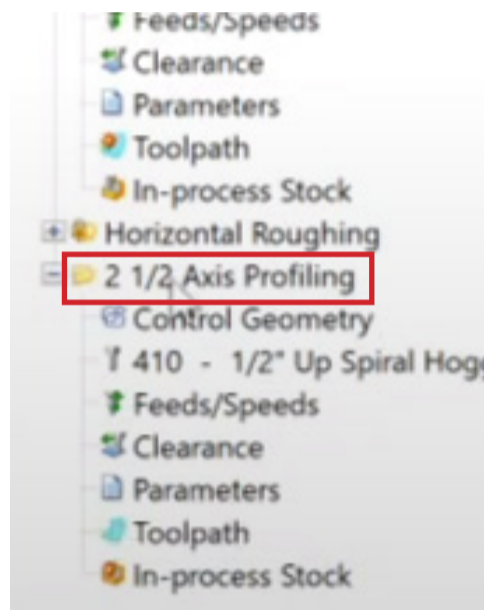 Feeds/Speeds
Clearance
Parameters
Toolpath
In-process Stock
Horizontal Roughing
2 1/2 Axis Profiling
Control Geometry
410 - 1/2" Up Spiral Hogg
Feeds/Speeds
Clearance
Parameters
Toolpath
In-process Stock